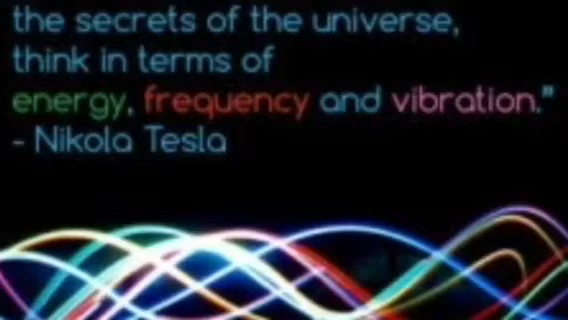 the secrets of the universe,
think in terms of
energy, frequency and vibration."
- Nikola Tesla